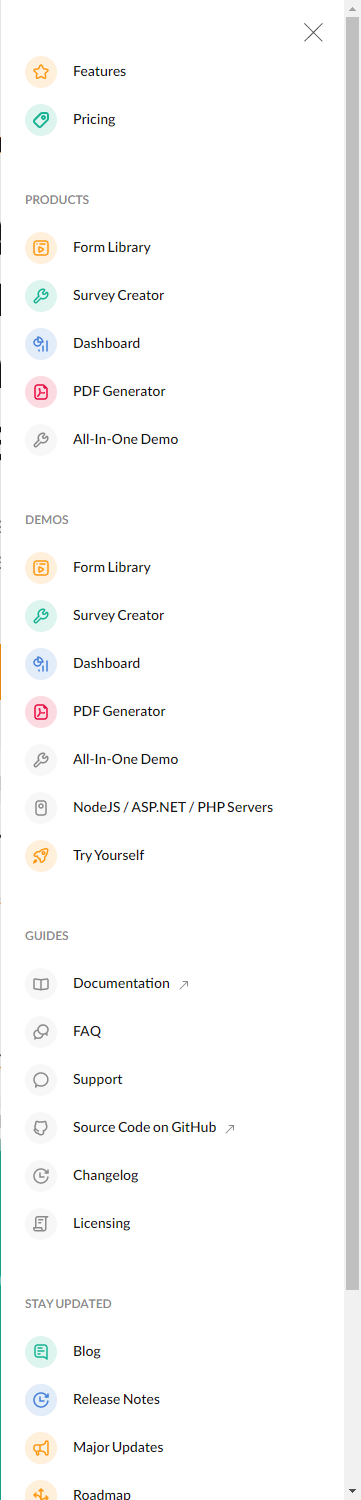 Features
Pricing
PRODUCTS
Form Library
Survey Creator
Dashboard
PDF Generator
All-In-One Demo
DEMOS
Form Library
Survey Creator
Dashboard
PDF Generator
All-In-One Demo
NodeJS / ASP.NET / PHP Servers
Try Yourself
GUIDES
Documentation
FAQ
Support
Source Code on GitHub
Changelog
Licensing
STAY UPDATED
Blog
Release Notes
Major Updates
Roadmap